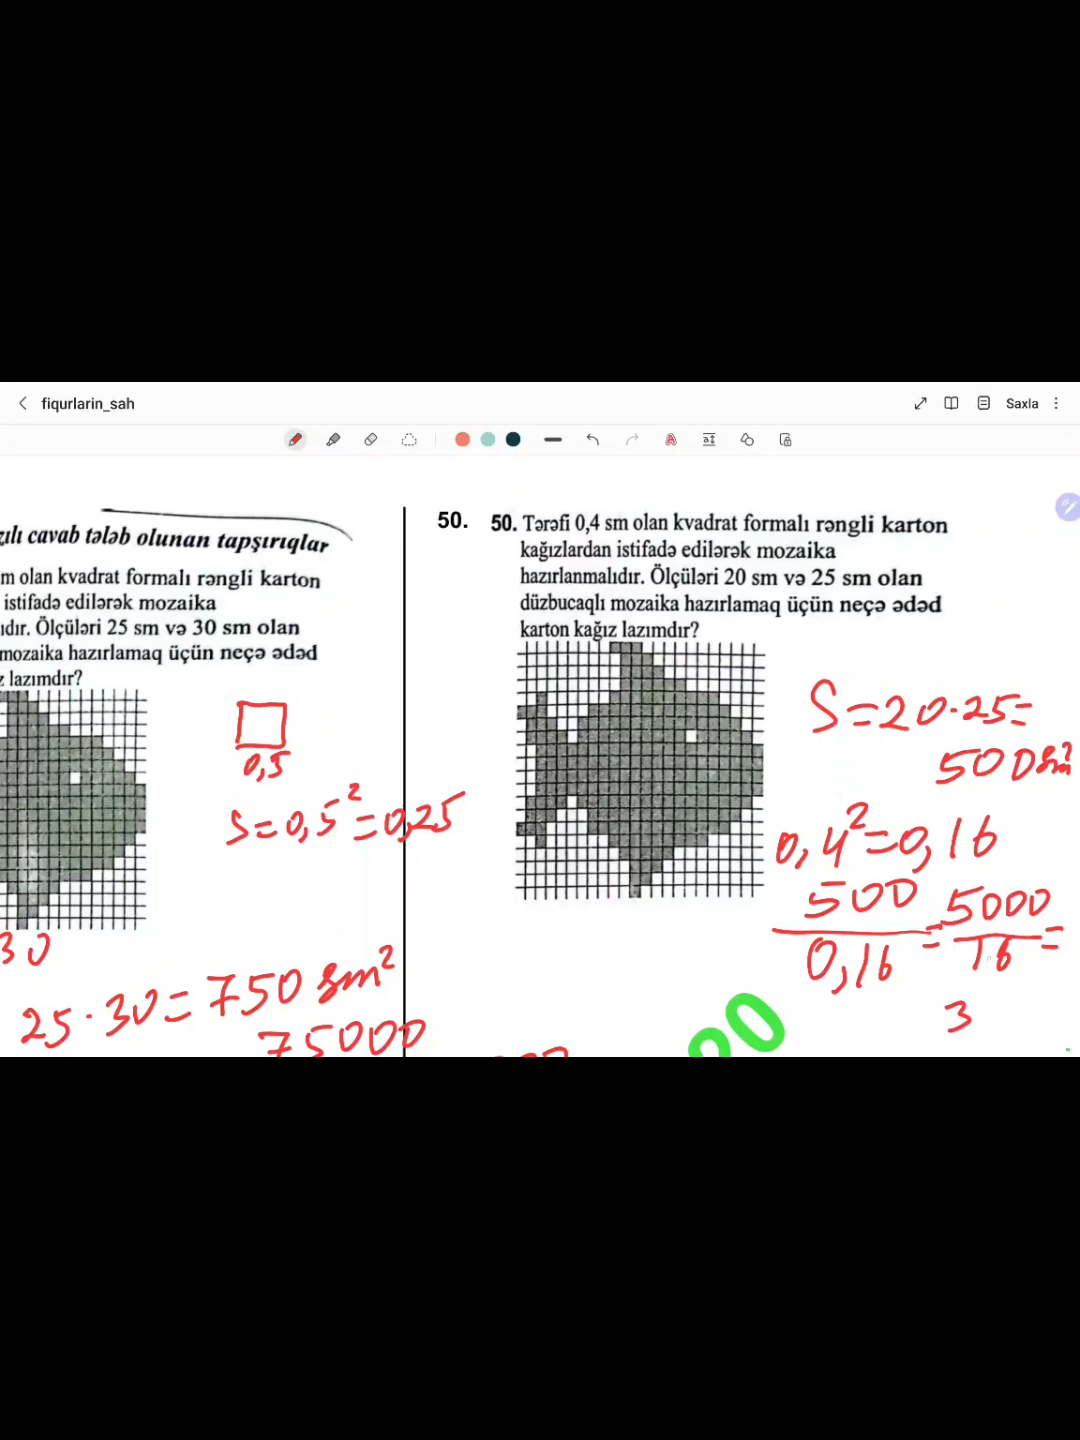 fiqurlarin_sah
Saxla
zılı cavab tələb olunan tapşırıqlar
m olan kvadrat formalı rəngli karton
istifadə edilərək mozaika
ıdır. Ölçüləri 25 sm və 30 sm olan
mozaika hazırlamaq üçün neçə ədəd
z lazımdır?
0,5
S=0,5²=0,25
30
25·30=750 sm²
75000
50.
50. Tərəfi 0,4 sm olan kvadrat formalı rəngli karton
kağızlardan istifadə edilərək mozaika
hazırlanmalıdır. Ölçüləri 20 sm və 25 sm olan
düzbucaqlı mozaika hazırlamaq üçün neçə ədəd
karton kağız lazımdır?
S=20·25=
500sm²
0,4²=0,16
500/0,16=5000/16=
3